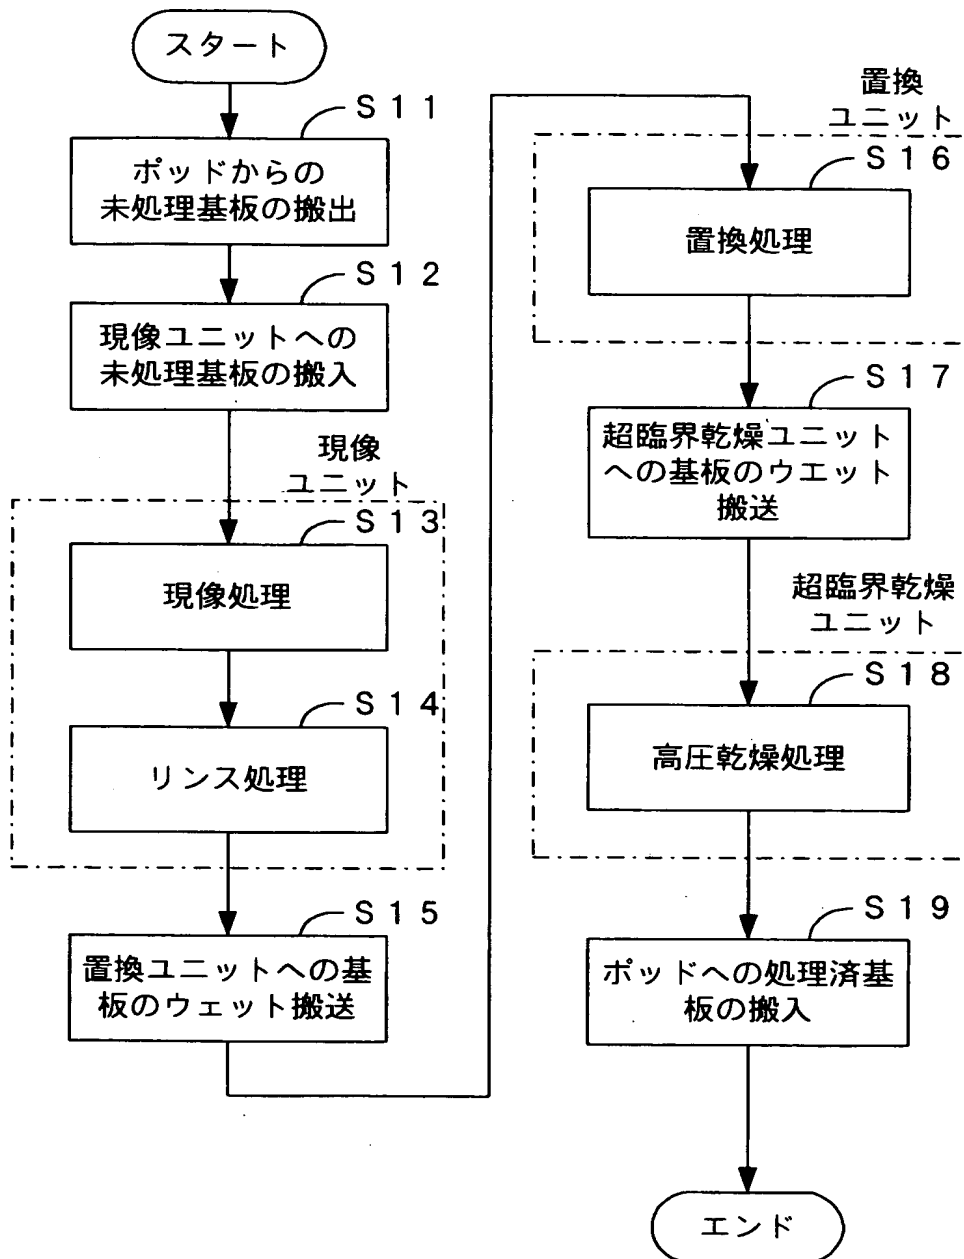 スタート
S11
ポッドからの
未処理基板の搬出
S12
現像ユニットへの
未処理基板の搬入
現像
ユニット
S13
現像処理
S14
リンス処理
S15
置換ユニットへの基
板のウェット搬送
置換
ユニット
S16
置換処理
S17
超臨界乾燥ユニット
への基板のウエット
搬送
超臨界乾燥
ユニット
S18
高圧乾燥処理
S19
ポッドへの処理済基
板の搬入
エンド